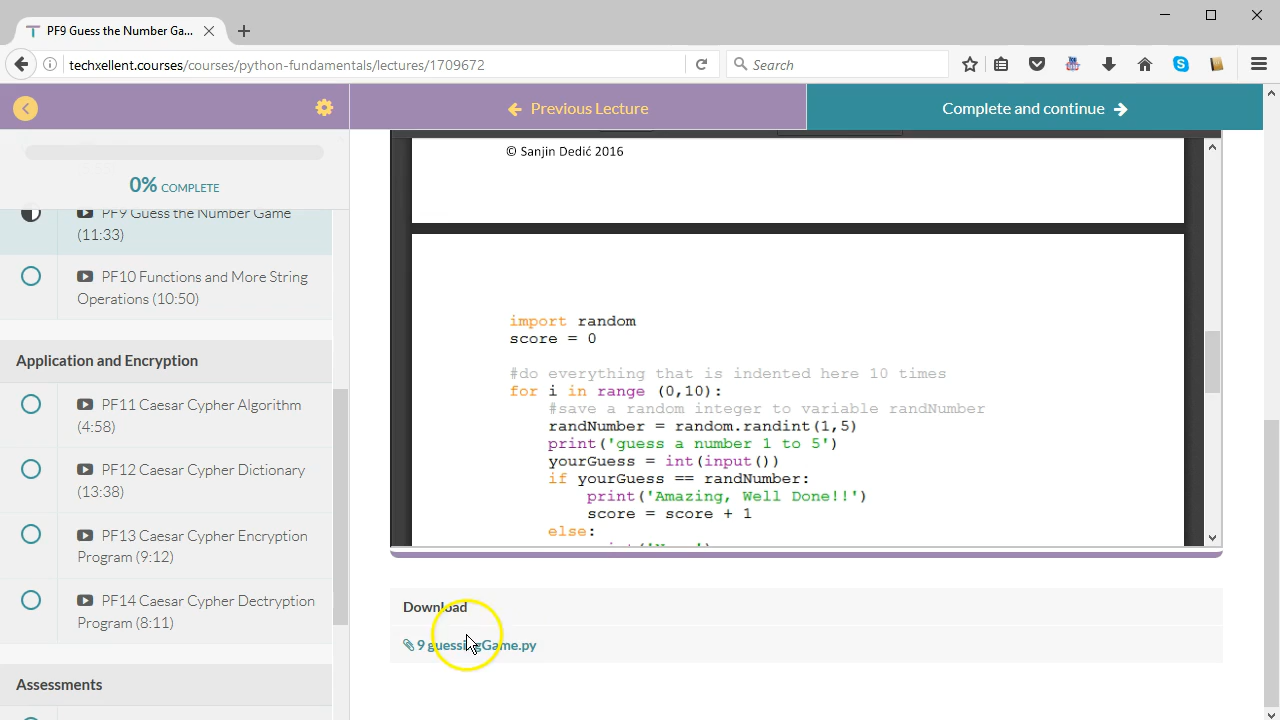 PF9 Guess the Number Ga...
techxellent.courses/courses/python-fundamentals/lectures/1709672
Search
Previous Lecture
Complete and continue
0% COMPLETE
PF9 Guess the Number Game
(11:33)
PF10 Functions and More String
Operations (10:50)
Application and Encryption
PF11 Caesar Cypher Algorithm
(4:58)
PF12 Caesar Cypher Dictionary
(13:38)
PF13 Caesar Cypher Encryption
Program (9:12)
PF14 Caesar Cypher Dectryption
Program (8:11)
Assessments
© Sanjin Dedić 2016
import random
score = 0
#do everything that is indented here 10 times
for i in range (0,10):
#save a random integer to variable randNumber
randNumber = random.randint(1,5)
print('guess a number 1 to 5')
yourGuess = int(input())
if yourGuess == randNumber:
print('Amazing, Well Done!!')
score = score + 1
else:
Download
9 guessingGame.py